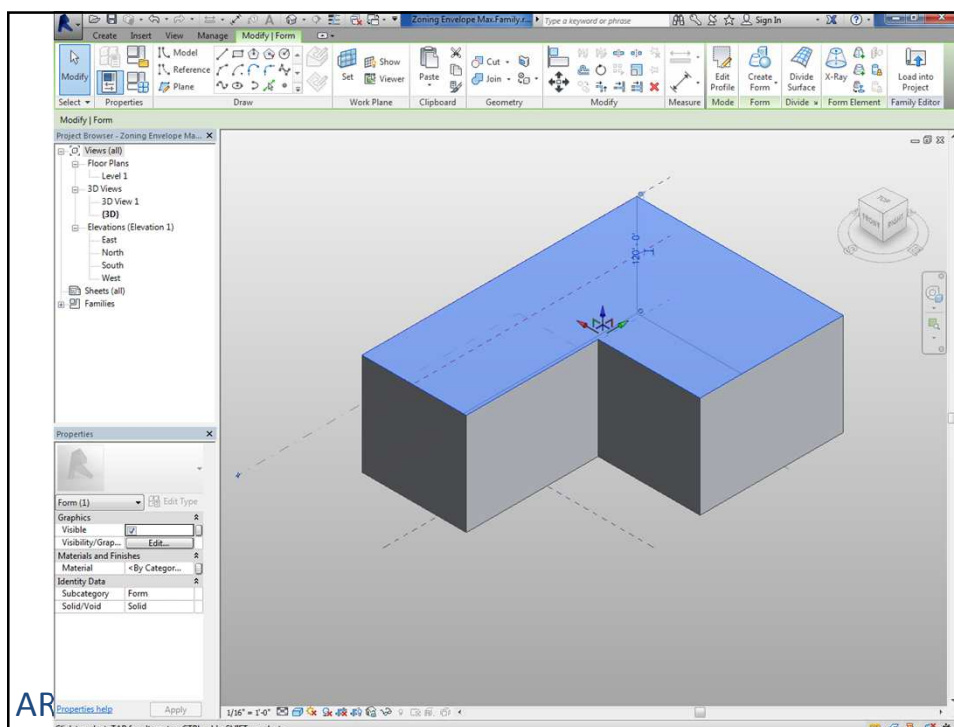 Zoning Envelope Max.Family.r...
Type a keyword or phrase
Sign In
Create Insert View Manage Modify | Form
Modify
Model
Reference
Plane
Set
Show
Viewer
Paste
Cut
Join
Edit Profile
Create Form
Divide Surface
X-Ray
Load into Project
Select Properties Draw Work Plane Clipboard Geometry Modify Measure Mode Form Divide » Form Element Family Editor
Modify | Form
Project Browser - Zoning Envelope Ma...
Views (all)
Floor Plans
Level 1
3D Views
3D View 1
{3D}
Elevations (Elevation 1)
East
North
South
West
Sheets (all)
Families
TOP
FRONT
RIGHT
120' - 0"
Properties
Form (1)
Edit Type
Graphics
Visible
Visibility/Grap... Edit...
Materials and Finishes
Material <By Categor...
Identity Data
Subcategory Form
Solid/Void Solid
Properties help
Apply
AR
1/16" = 1'-0"